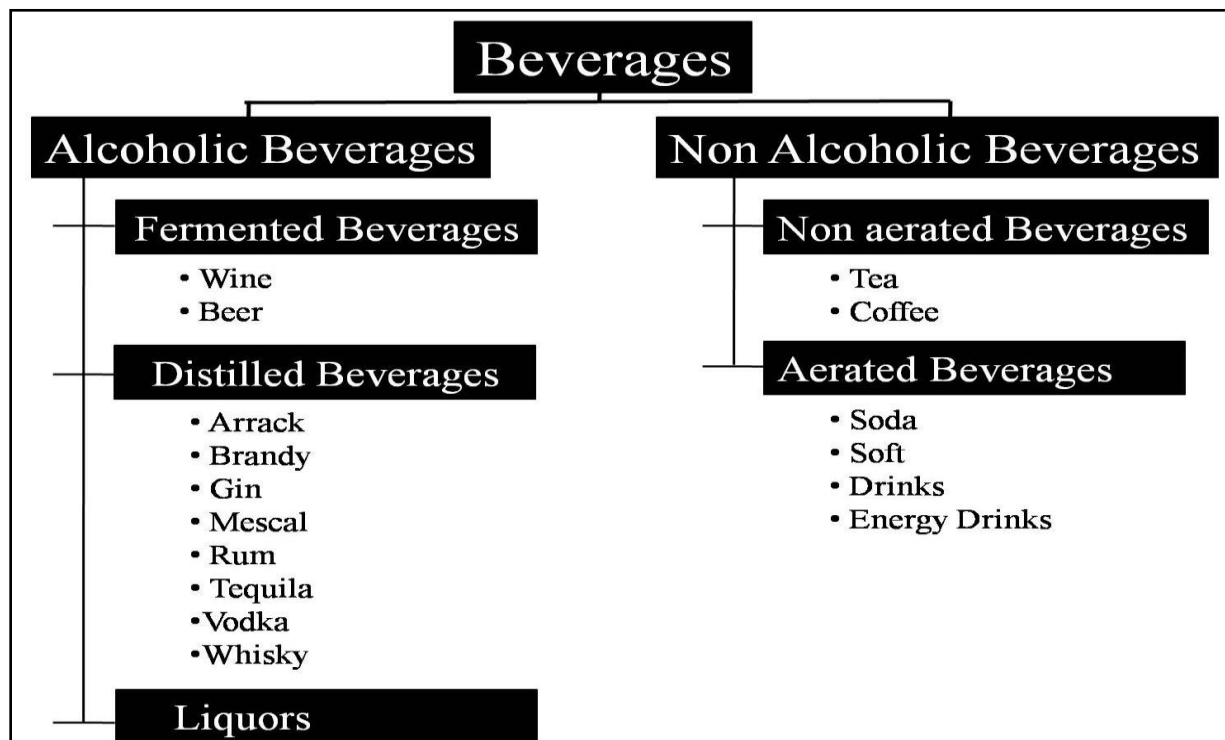 Beverages
Alcoholic Beverages
Fermented Beverages
• Wine
• Beer
Distilled Beverages
• Arrack
• Brandy
• Gin
• Mescal
• Rum
• Tequila
• Vodka
• Whisky
Liquors
Non Alcoholic Beverages
Non aerated Beverages
• Tea
• Coffee
Aerated Beverages
• Soda
• Soft
• Drinks
• Energy Drinks